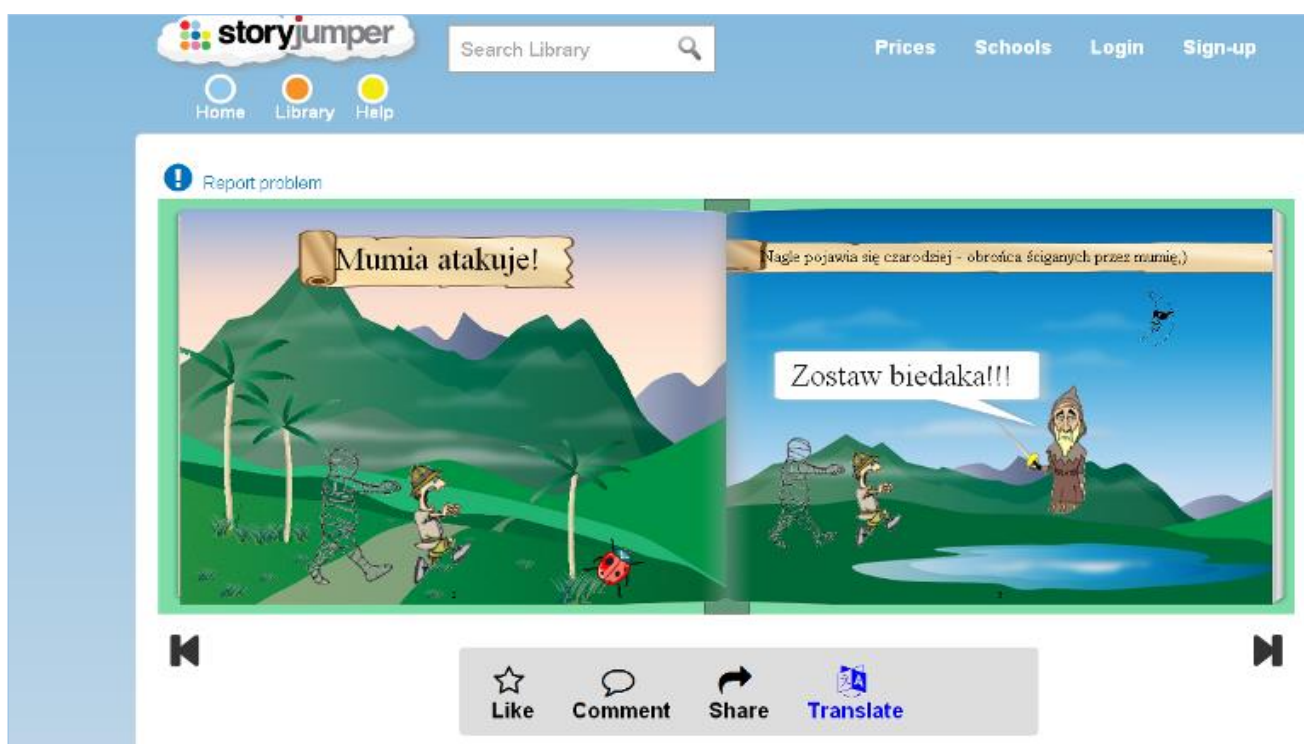 storyjumper
Search Library
Prices Schools Login Sign-up
Home Library Help
Report problem
Mumia atakuje!
Nagle pojawia się czarodziej - obrońca ściganych przez mumię,)
Zostaw biedaka!!!
Like Comment Share Translate